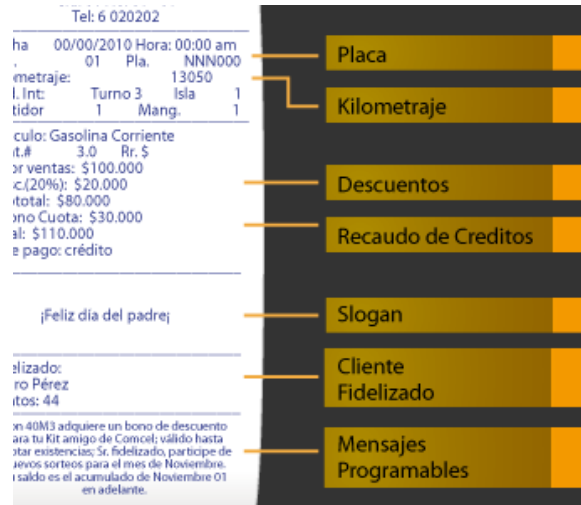 Tel: 6 020202
ha 00/00/2010 Hora: 00:00 am
. 01 Pla. NNN000
ometraje: 13050
l. Int: Turno 3 Isla 1
tidor 1 Mang. 1
culo: Gasolina Corriente
t.# 3.0 Rr. $
or ventas: $100.000
sc.(20%): $20.000
total: $80.000
ono Cuota: $30.000
al: $110.000
e pago: crédito
¡Feliz día del padre¡
elizado:
ro Pérez
tos: 44
on 40M3 adquiere un bono de descuento
ara tu Kit amigo de Comcel; válido hasta
otar existencias; Sr. fidelizado, participe de
uevos sorteos para el mes de Noviembre.
saldo es el acumulado de Noviembre 01
en adelante.
Placa
Kilometraje
Descuentos
Recaudo de Creditos
Slogan
Cliente
Fidelizado
Mensajes
Programables